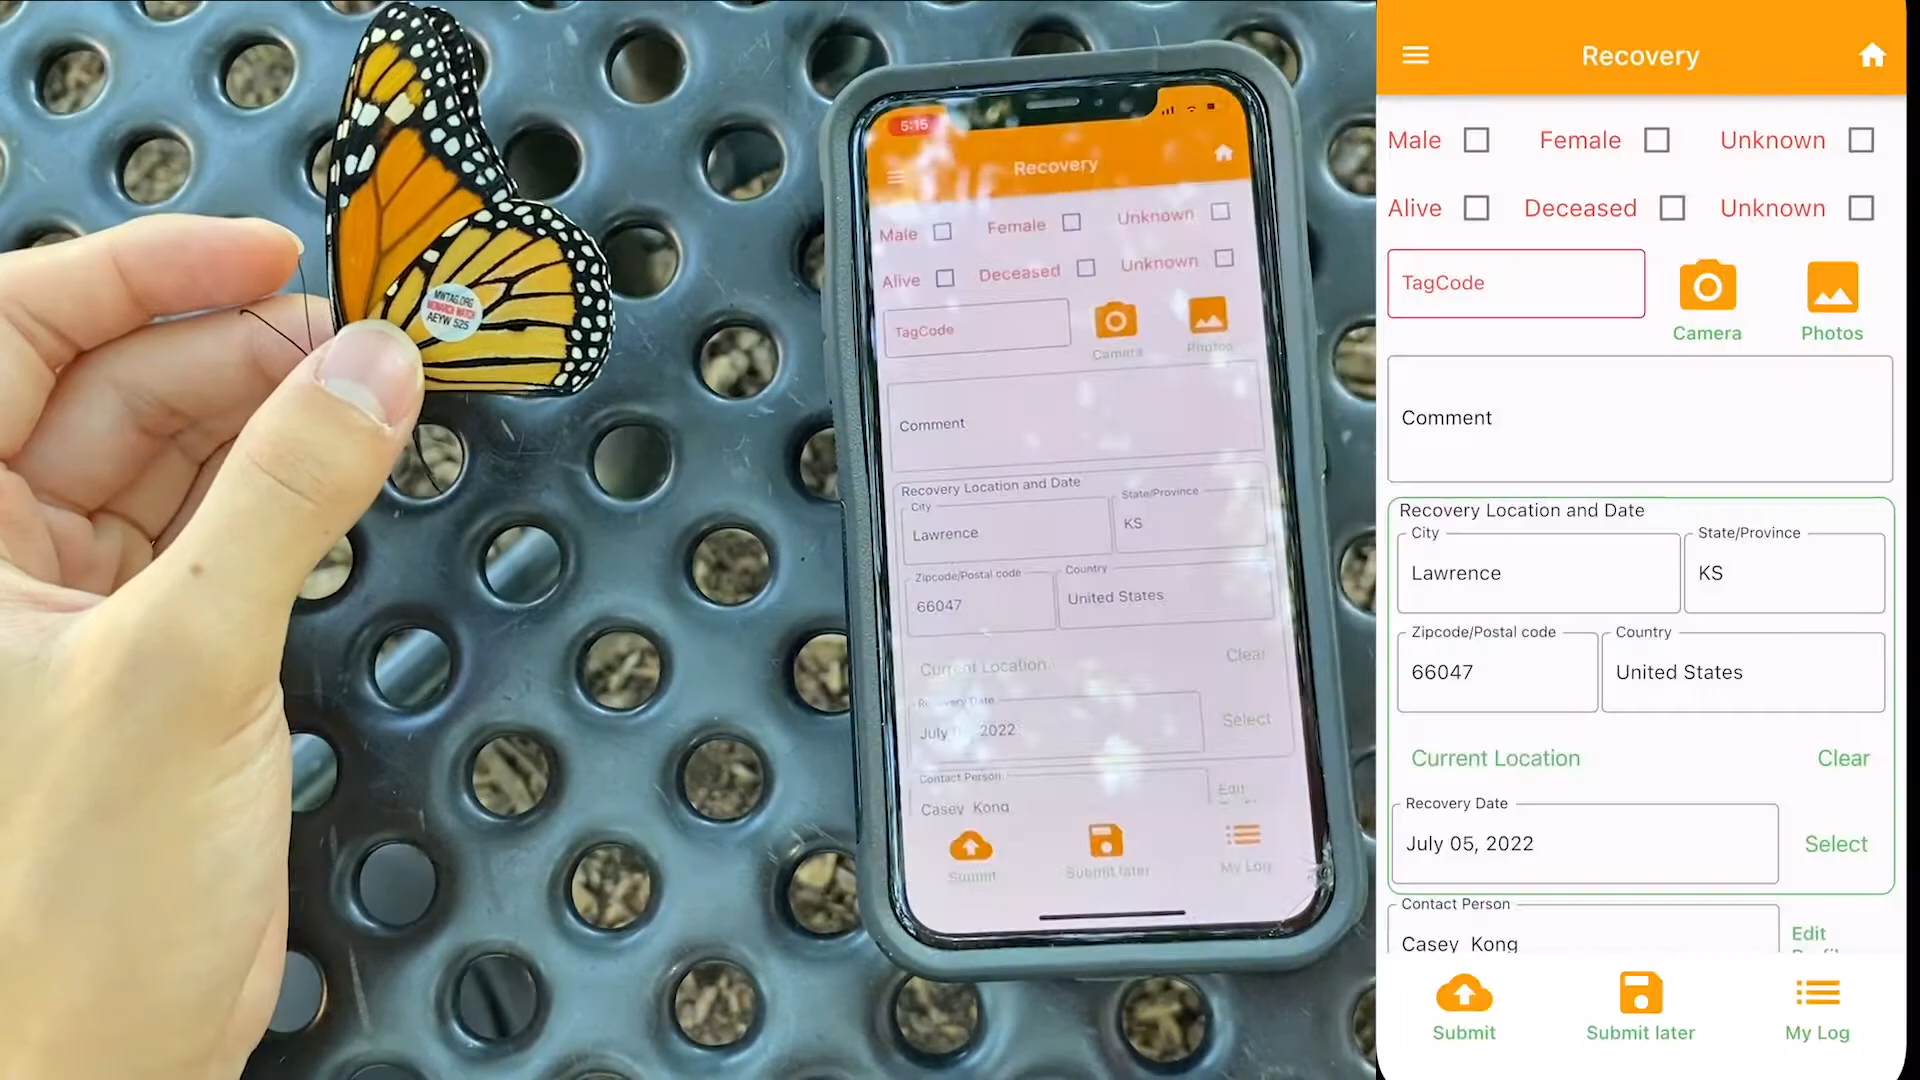 MWTAG.ORG
MONARCH WATCH
AEYW 525
5:15
Recovery
Male Female Unknown
Alive Deceased Unknown
TagCode
Camera Photos
Comment
Recovery Location and Date
City State/Province
Lawrence KS
Zipcode/Postal code Country
66047 United States
Current Location Clear
Recovery Date
July 2022 Select
Contact Person
Casey Kong Edit
Submit Submit later My Log
Recovery
Male Female Unknown
Alive Deceased Unknown
TagCode
Camera Photos
Comment
Recovery Location and Date
City State/Province
Lawrence KS
Zipcode/Postal code Country
66047 United States
Current Location Clear
Recovery Date
July 05, 2022 Select
Contact Person
Casey Kong Edit
Submit Submit later My Log